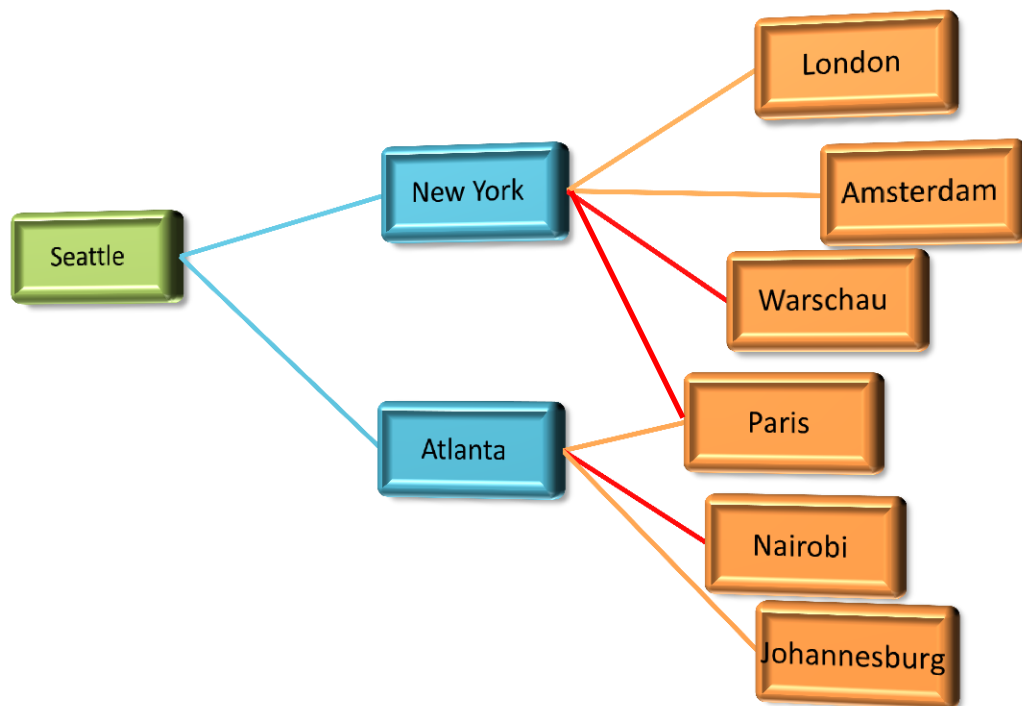 London
New York
Amsterdam
Seattle
Warschau
Paris
Atlanta
Nairobi
Johannesburg